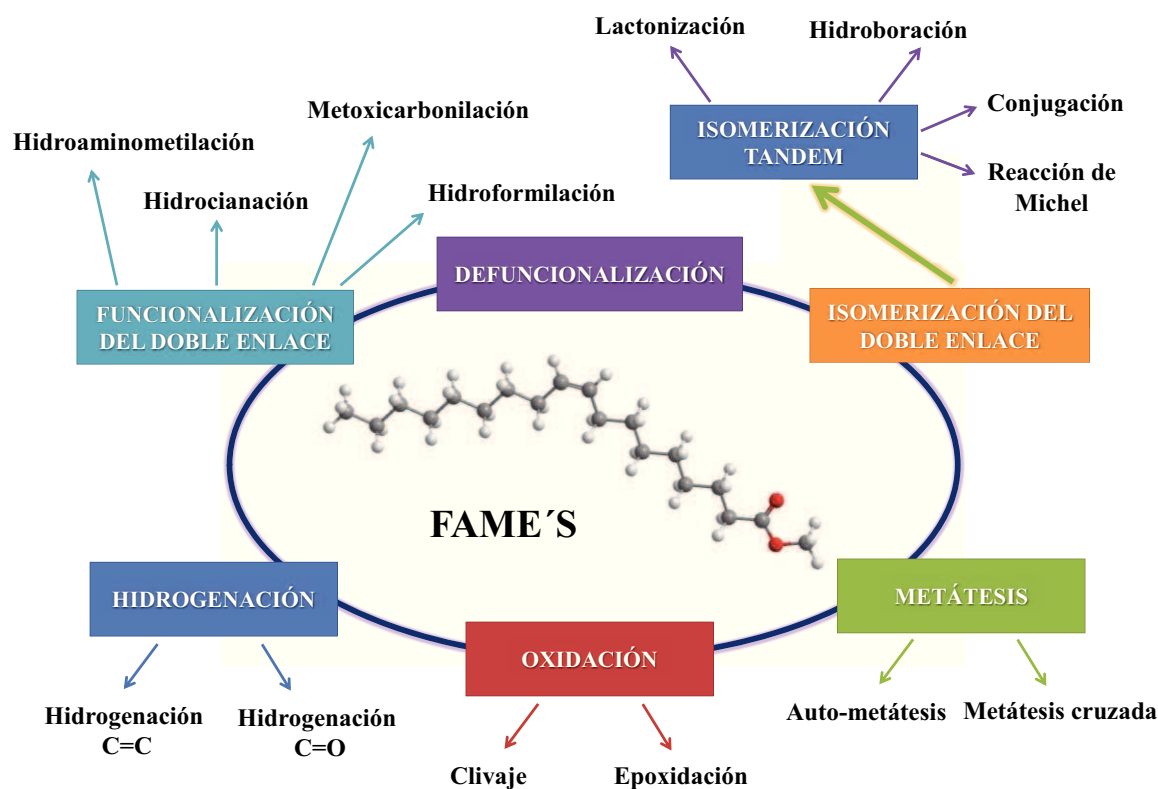 Lactonización
Hidroboración
Metoxicarbonilación
Conjugación
ISOMERIZACIÓN
TANDEM
Hidroaminometilación
Hidrocianación
Hidroformilación
Reacción de
Michel
DEFUNCIONALIZACIÓN
FUNCIONALIZACIÓN
DEL DOBLE ENLACE
ISOMERIZACIÓN DEL
DOBLE ENLACE
FAME´S
HIDROGENACIÓN
METÁTESIS
OXIDACIÓN
Hidrogenación
C=C
Hidrogenación
C=O
Auto-metátesis
Metátesis cruzada
Clivaje
Epoxidación